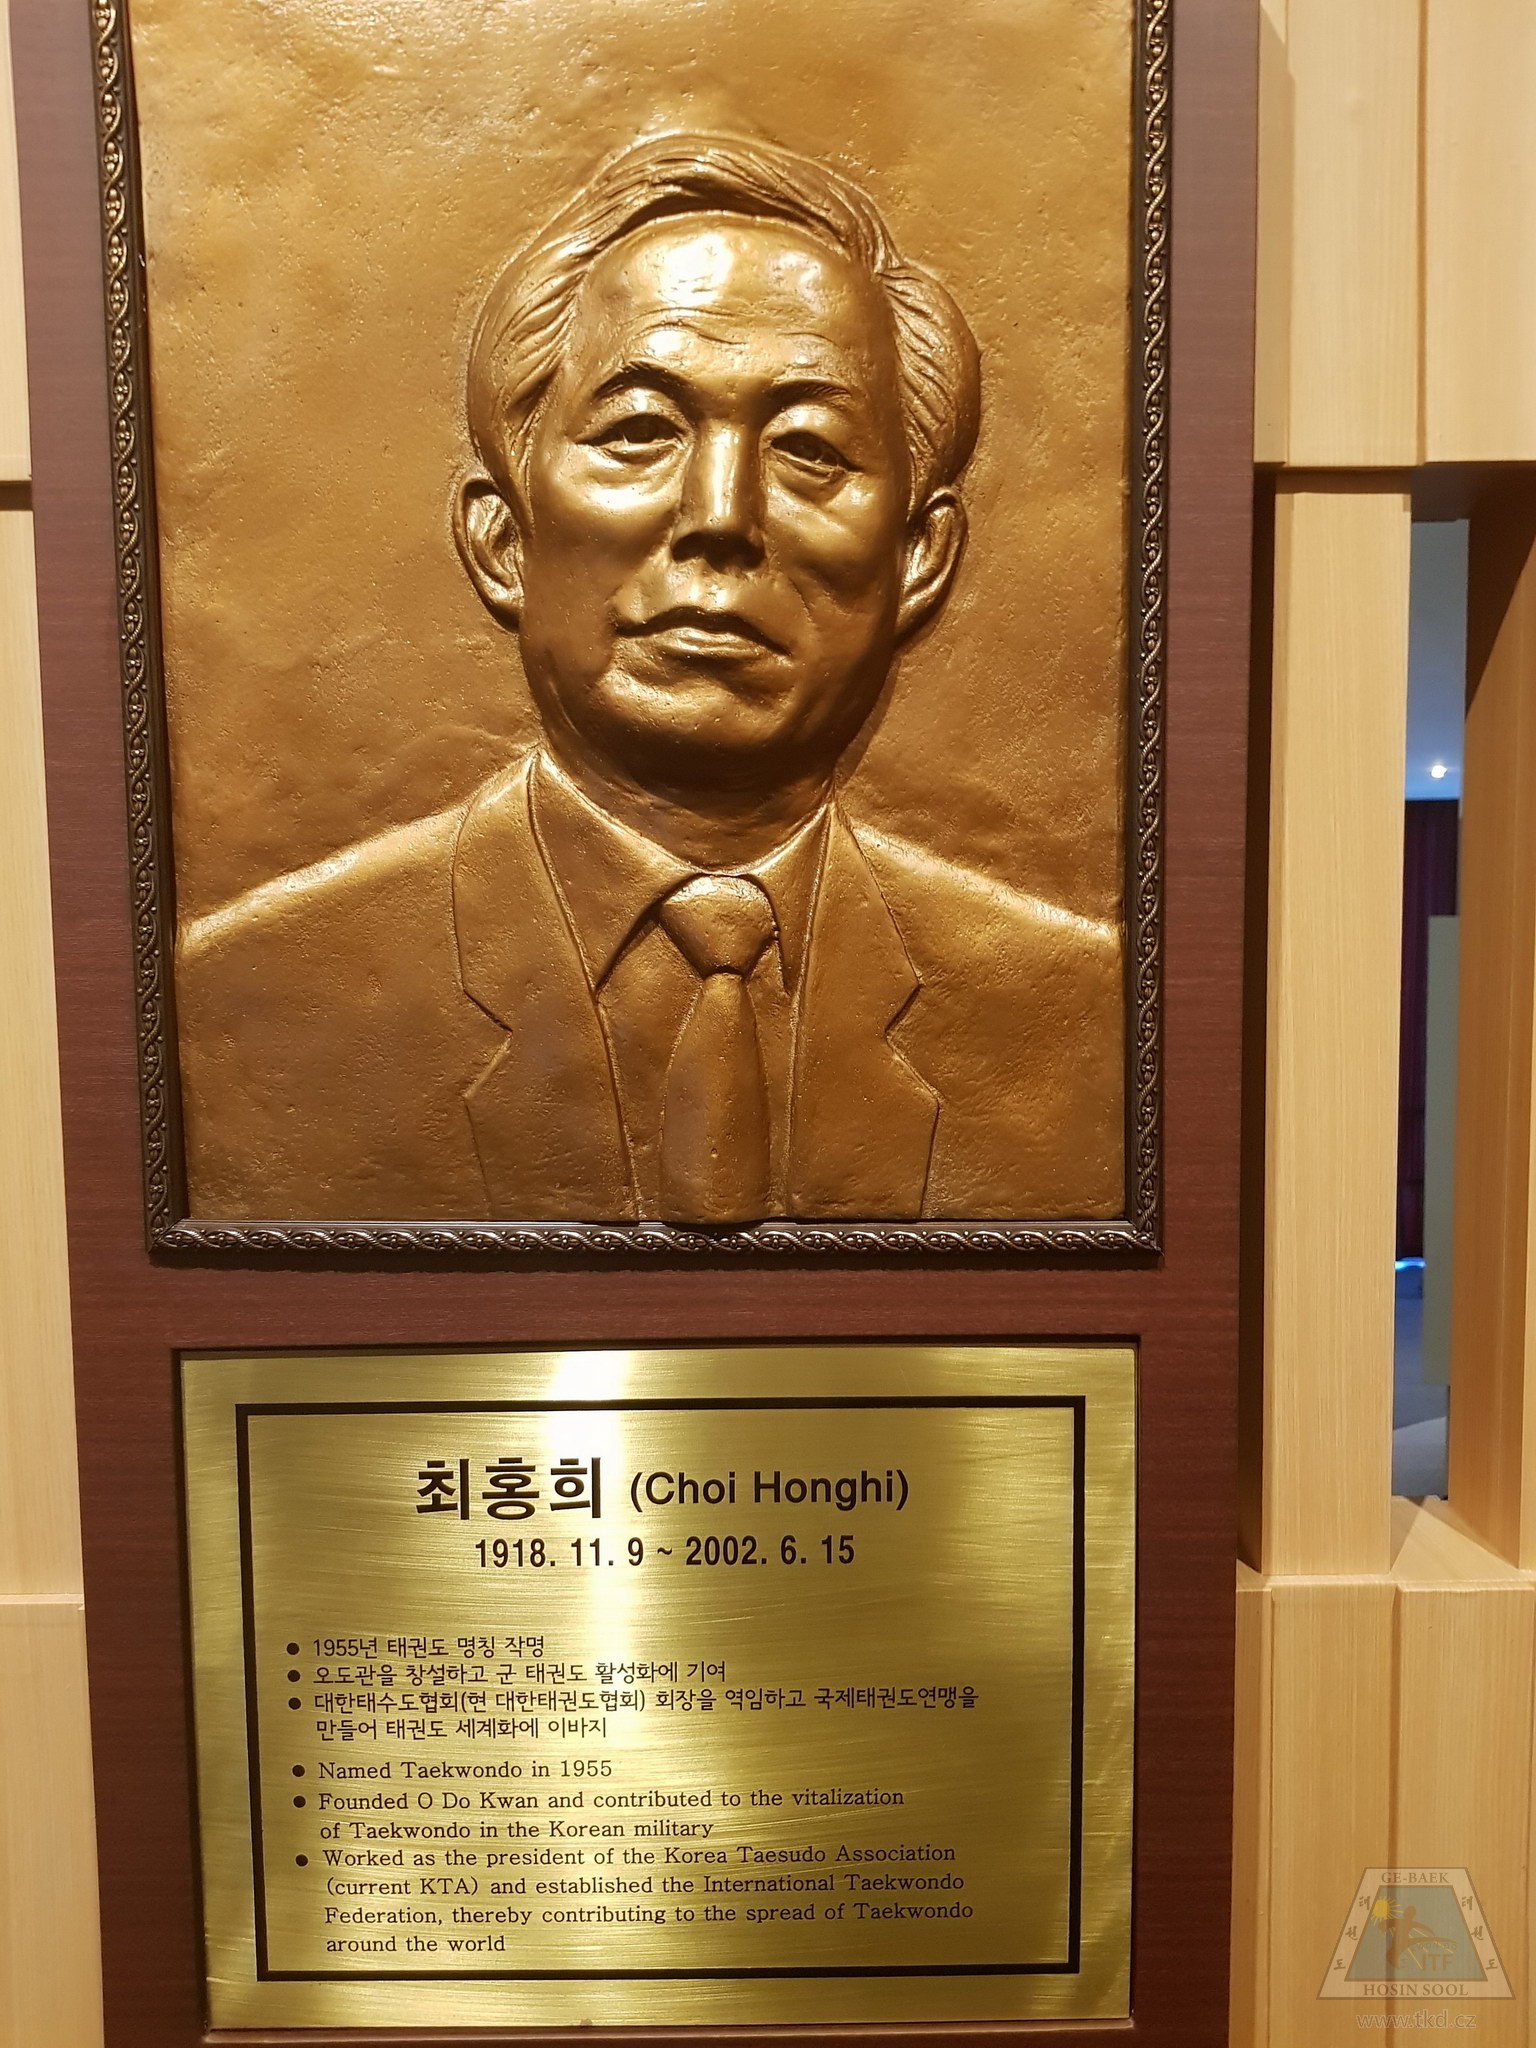 최홍희 (Choi Honghi)
1918. 11. 9 ~ 2002. 6. 15
● 1955년 태권도 명칭 작명
● 오도관을 창설하고 군 태권도 활성화에 기여
● 대한태수도협회(현 대한태권도협회) 회장을 역임하고 국제태권도연맹을
만들어 태권도 세계화에 이바지
● Named Taekwondo in 1955
● Founded O Do Kwan and contributed to the vitalization
of Taekwondo in the Korean military
● Worked as the president of the Korea Taesudo Association
(current KTA) and established the International Taekwondo
Federation, thereby contributing to the spread of Taekwondo
around the world
GE-BAEK
태권도
태권도
ITF
HOSIN SOOL
www.tkd.cz